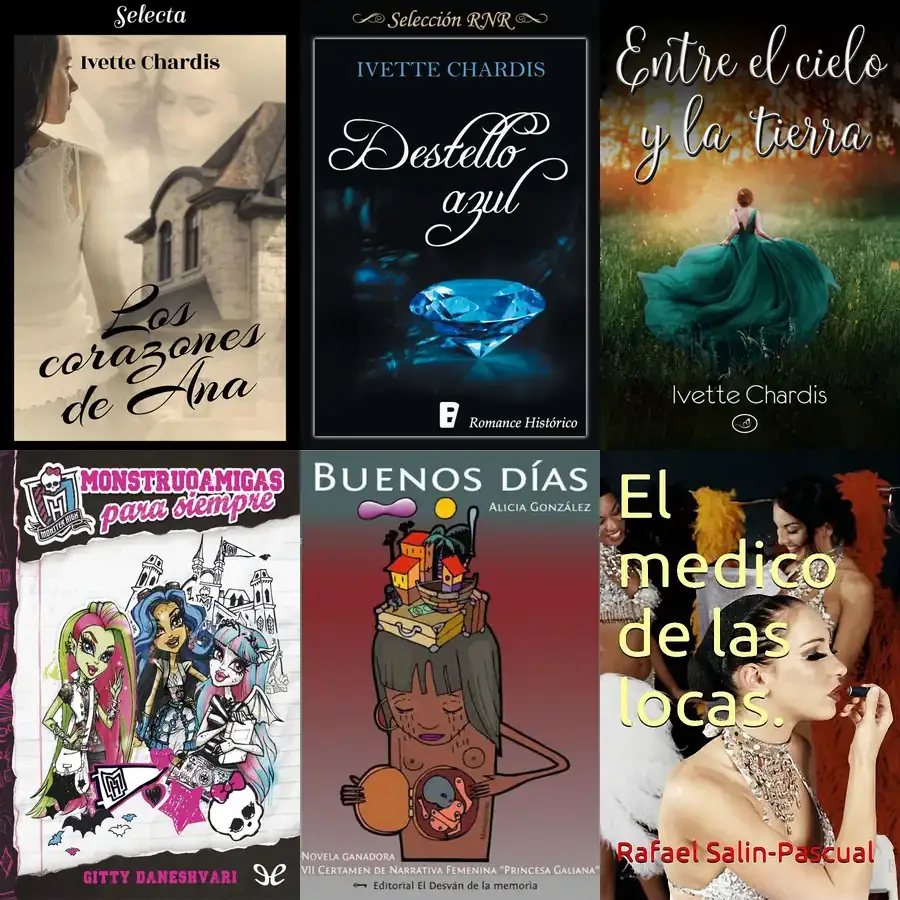 Selecta
Ivette Chardis
Los
corazones
de Ana
Selección RNR
IVETTE CHARDIS
Destello
azul
B
Romance Histórico
Entre el cielo
y la tierra
Ivette Chardis
MONSTER HIGH
MONSTRUOAMIGAS
para siempre
GITTY DANESHVARI
BUENOS DÍAS
ALICIA GONZÁLEZ
NOVELA GANADORA
VII CERTAMEN DE NARRATIVA FEMENINA "PRINCESA GALIANA"
Editorial El Desván de la memoria
El
medico
de las
locas.
Rafael Salin-Pascual